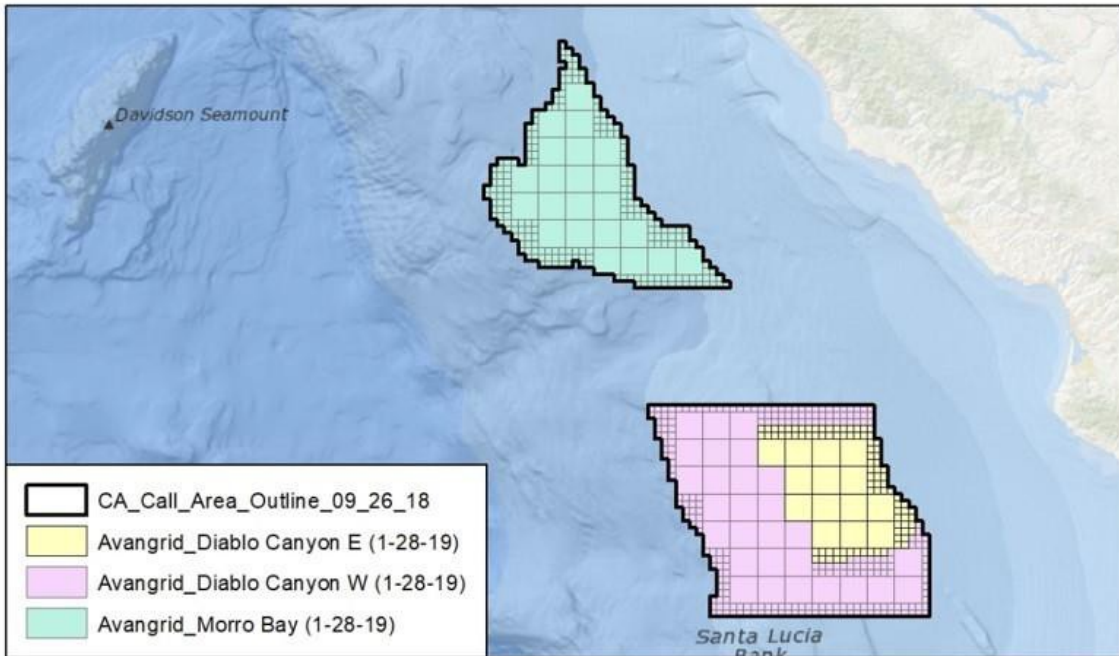 Davidson Seamount
CA_Call_Area_Outline_09_26_18
Avangrid_Diablo Canyon E (1-28-19)
Avangrid_Diablo Canyon W (1-28-19)
Avangrid_Morro Bay (1-28-19)
Santa Lucia
Bank